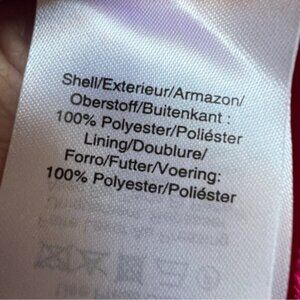 Shell/Exterieur/Armazon/
Oberstoff/Buitenkant :
100% Polyester/Poliéster
Lining/Doublure/
Forro/Futter/Voering:
100% Polyester/Poliéster